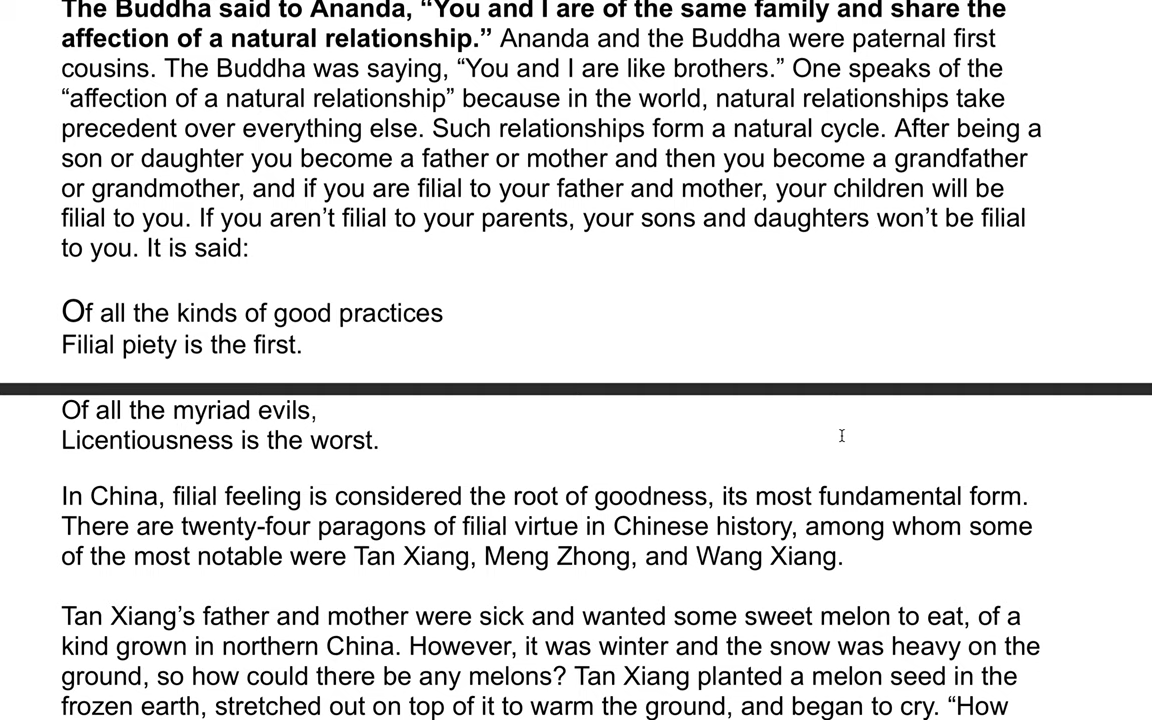 The Buddha said to Ananda, “You and I are of the same family and share the
affection of a natural relationship.” Ananda and the Buddha were paternal first
cousins. The Buddha was saying, “You and I are like brothers.” One speaks of the
“affection of a natural relationship” because in the world, natural relationships take
precedent over everything else. Such relationships form a natural cycle. After being a
son or daughter you become a father or mother and then you become a grandfather
or grandmother, and if you are filial to your father and mother, your children will be
filial to you. If you aren’t filial to your parents, your sons and daughters won’t be filial
to you. It is said:
Of all the kinds of good practices
Filial piety is the first.
Of all the myriad evils,
Licentiousness is the worst.
In China, filial feeling is considered the root of goodness, its most fundamental form.
There are twenty-four paragons of filial virtue in Chinese history, among whom some
of the most notable were Tan Xiang, Meng Zhong, and Wang Xiang.
Tan Xiang’s father and mother were sick and wanted some sweet melon to eat, of a
kind grown in northern China. However, it was winter and the snow was heavy on the
ground, so how could there be any melons? Tan Xiang planted a melon seed in the
frozen earth, stretched out on top of it to warm the ground, and began to cry. “How